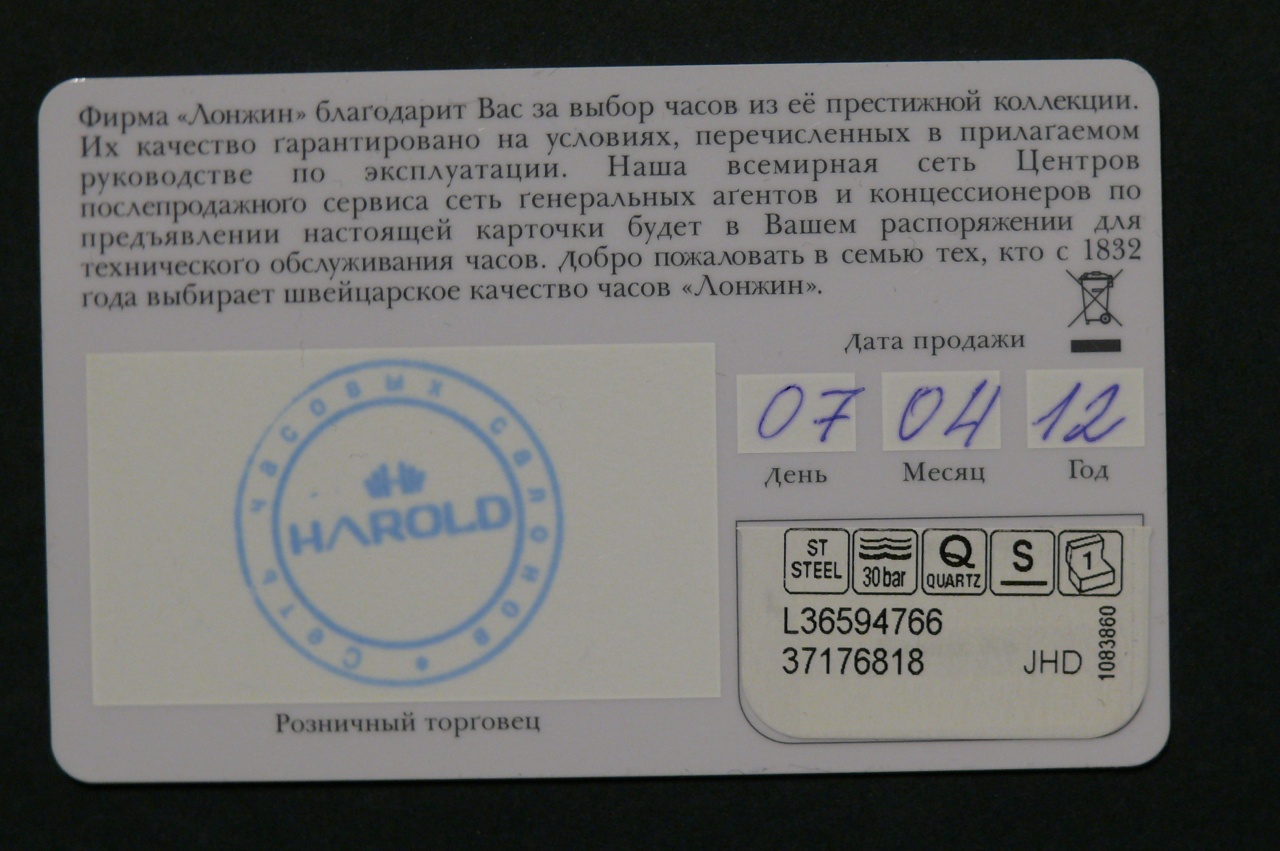 Фирма «Лонжин» благодарит Вас за выбор часов из её престижной коллекции.
Их качество гарантировано на условиях, перечисленных в прилагаемом
руководстве по эксплуатации. Наша всемирная сеть Центров
послепродажного сервиса сеть генеральных агентов и концессионеров по
предъявлении настоящей карточки будет в Вашем распоряжении для
технического обслуживания часов. Добро пожаловать в семью тех, кто с 1832
года выбирает швейцарское качество часов «Лонжин».
Дата продажи
07 04 12
День Месяц Год
Сеть часовых салонов
HAROLD
Розничный торговец
ST STEEL 30 bar Q QUARTZ S 1
L36594766
37176818 JHD
1083860